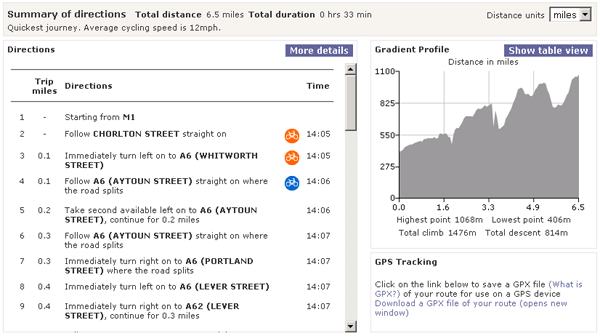 Summary of directions Total distance 6.5 miles Total duration 0 hrs 33 min
Quickest journey. Average cycling speed is 12mph.
Distance units miles
Directions
More details
Trip miles Directions Time
1 - Starting from M1
2 - Follow CHORLTON STREET straight on 14:05
3 0.1 Immediately turn left on to A6 (WHITWORTH
STREET) 14:05
4 0.1 Follow A6 (AYTOUN STREET) straight on where
the road splits 14:06
5 0.2 Take second available left on to A6 (AYTOUN
STREET), continue for 0.2 miles 14:06
6 0.3 Follow A6 (AYTOUN STREET) straight on where
the road splits 14:07
7 0.3 Immediately turn right on to A6 (PORTLAND
STREET) where the road splits 14:07
8 0.4 Immediately turn left on to A6 (LEVER STREET) 14:07
9 0.4 Immediately turn right on to A62 (LEVER
STREET), continue for 0.3 miles 14:07
Gradient Profile
Show table view
Distance in miles
1100
825
550
275
0
0.0 1.6 3.3 4.9 6.5
Highest point 1068m Lowest point 406m
Total climb 1476m Total descent 814m
GPS Tracking
Click on the link below to save a GPX file (What is
GPX?) of your route for use on a GPS device
Download a GPX file of your route (opens new
window)